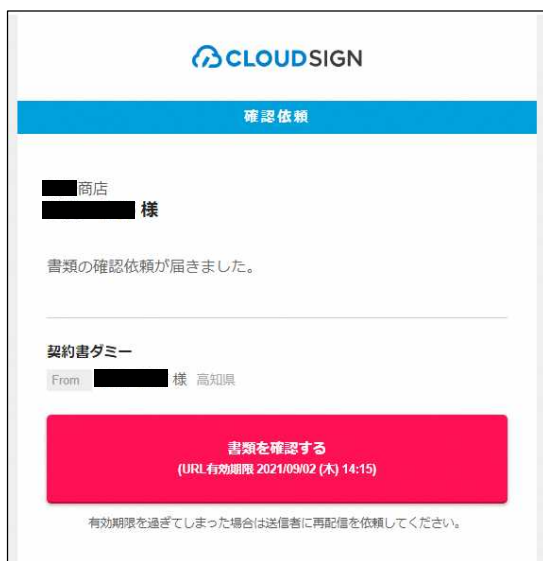 CLOUDSIGN
確認依頼
商店
様
書類の確認依頼が届きました。
契約書ダミー
From 様 高知県
書類を確認する
(URL有効期限 2021/09/02 (木) 14:15)
有効期限を過ぎてしまった場合は送信者に再配信を依頼してください。